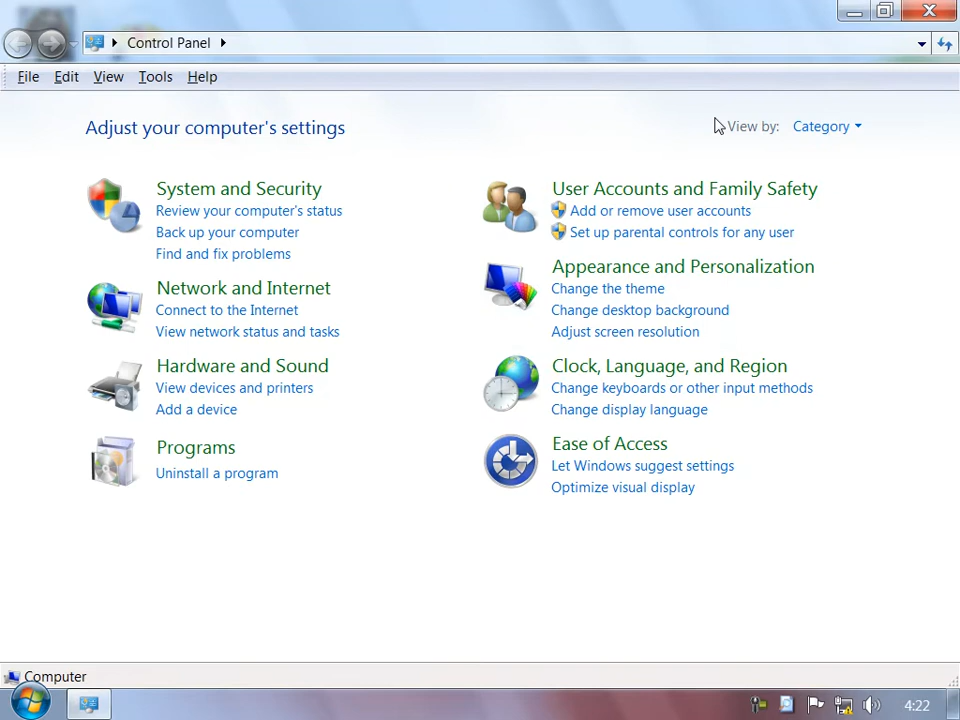 Control Panel
File Edit View Tools Help
Adjust your computer's settings
View by: Category
System and Security
Review your computer's status
Back up your computer
Find and fix problems
Network and Internet
Connect to the Internet
View network status and tasks
Hardware and Sound
View devices and printers
Add a device
Programs
Uninstall a program
User Accounts and Family Safety
Add or remove user accounts
Set up parental controls for any user
Appearance and Personalization
Change the theme
Change desktop background
Adjust screen resolution
Clock, Language, and Region
Change keyboards or other input methods
Change display language
Ease of Access
Let Windows suggest settings
Optimize visual display
Computer
4:22